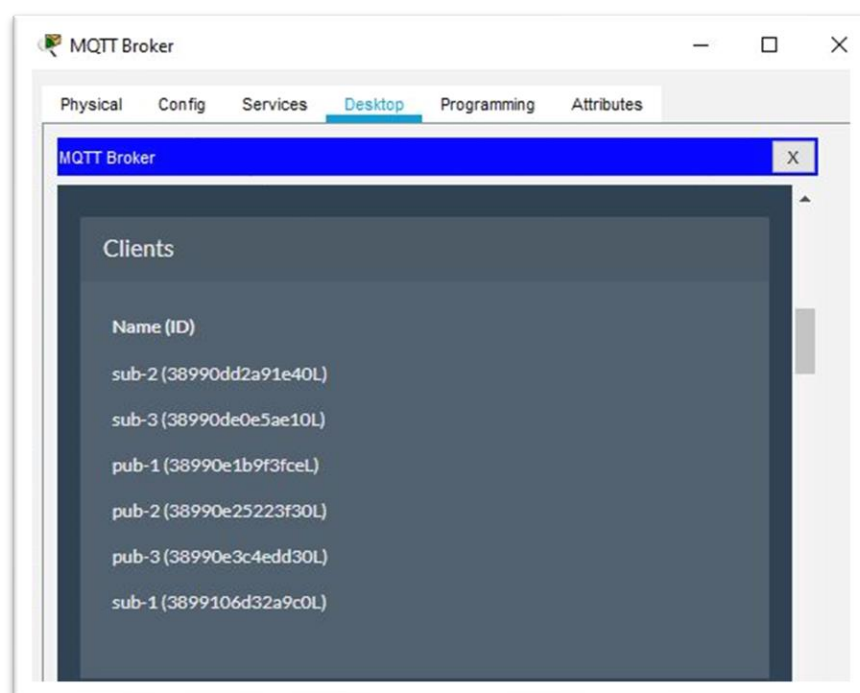 MQTT Broker
Physical Config Services Desktop Programming Attributes
MQTT Broker X
Clients
Name (ID)
sub-2 (38990dd2a91e40L)
sub-3 (38990de0e5ae10L)
pub-1 (38990e1b9f3fceL)
pub-2 (38990e25223f30L)
pub-3 (38990e3c4edd30L)
sub-1 (3899106d32a9c0L)